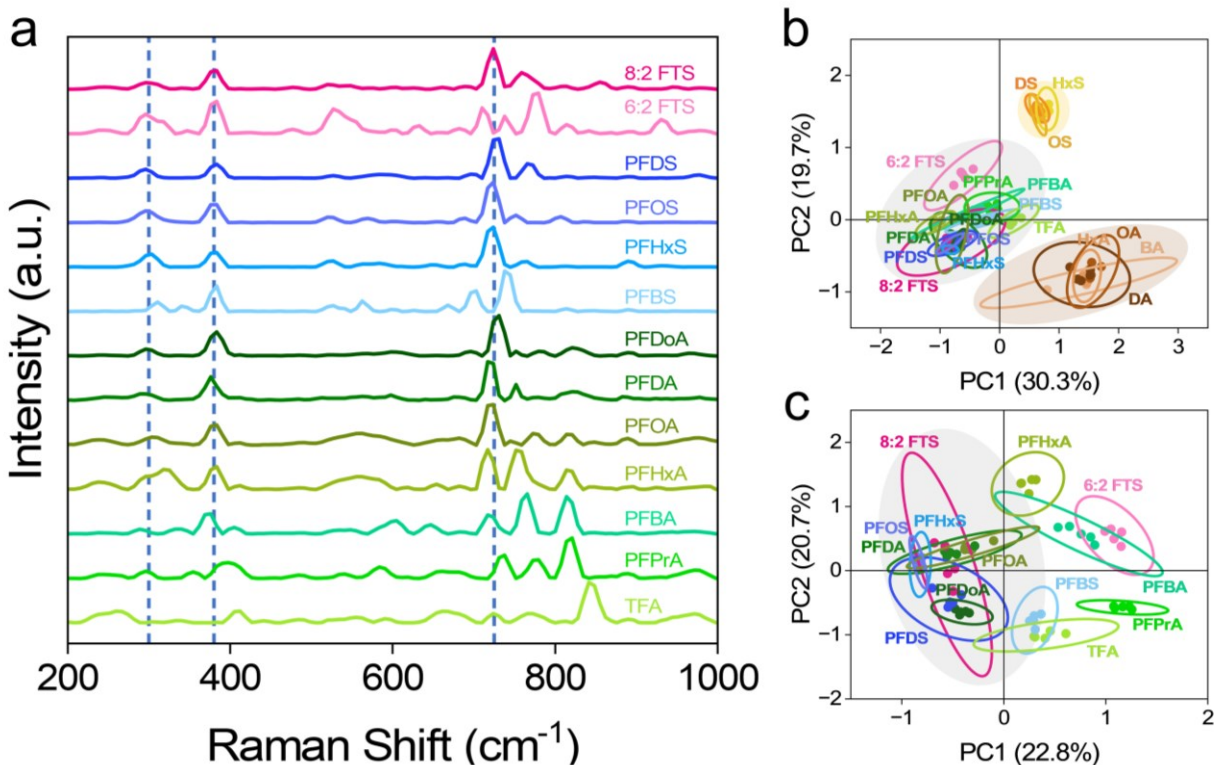 a
Intensity (a.u.)
8:2 FTS
6:2 FTS
PFDS
PFOS
PFHxS
PFBS
PFDoA
PFDA
PFOA
PFHxA
PFBA
PFPrA
TFA
200 400 600 800 1000
Raman Shift (cm-1)
b
PC2 (19.7%)
2
1
0
−1
DS HxS
OS
6:2 FTS
PFPrA PFBA
PFOA
PFBS
PFHxA PFDoA
TFA
PFDA PFOS
PFDS PFHxS
8:2 FTS
HxA OA
BA
DA
−2 −1 0 1 2 3
PC1 (30.3%)
c
PC2 (20.7%)
2
1
0
−1
−2
8:2 FTS PFHxA
6:2 FTS
PFOS PFHxS
PFDA PFOA
PFBA
PFDoA PFBS
PFPrA
PFDS
TFA
−1 0 1 2
PC1 (22.8%)